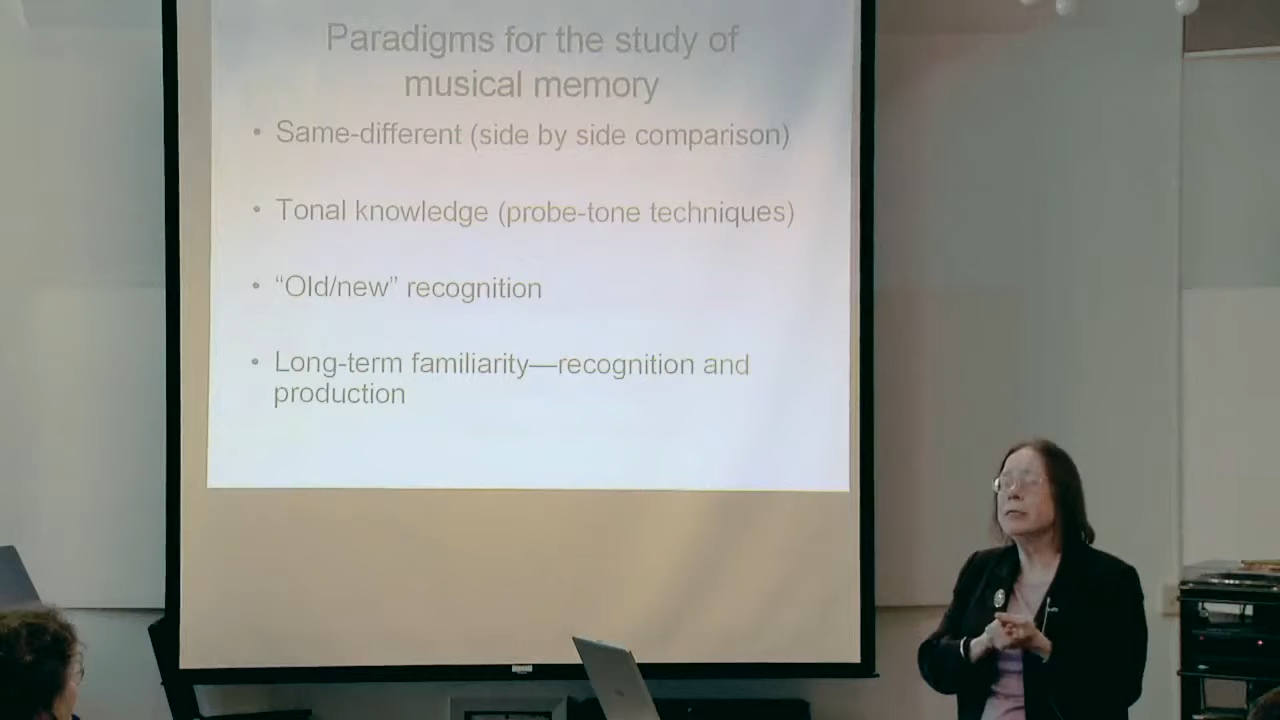 Paradigms for the study of
musical memory
• Same-different (side by side comparison)
• Tonal knowledge (probe-tone techniques)
• “Old/new” recognition
• Long-term familiarity—recognition and
production